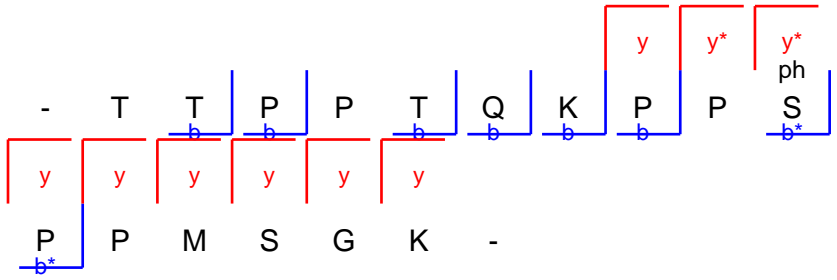 y y* y*
ph
- T T P P T Q K P P S
b b b b b b b*
y y y y y y
P P M S G K -
b*